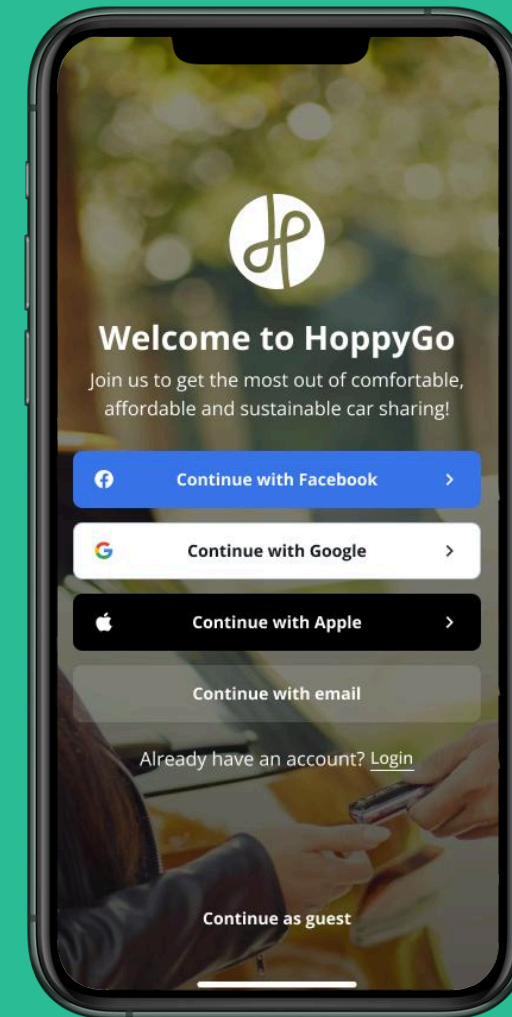 Welcome to HoppyGo
Join us to get the most out of comfortable,
affordable and sustainable car sharing!
Continue with Facebook
Continue with Google
Continue with Apple
Continue with email
Already have an account? Login
Continue as guest